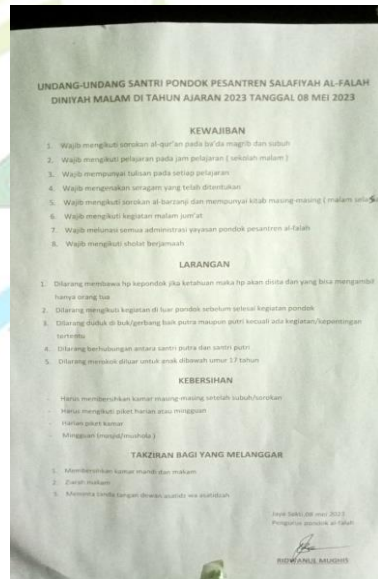 UNDANG-UNDANG SANTRI PONDOK PESANTREN SALAFIYAH AL-FALAH
DINIYAH MALAM DI TAHUN AJARAN 2023 TANGGAL 08 MEI 2023
KEWAJIBAN
1. Wajib mengikuti sorokan al-qur'an pada ba'da magrib dan subuh
2. Wajib mengikuti pelajaran pada jam pelajaran ( sekolah malam )
3. Wajib mempunyai tulisan pada setiap pelajaran
4. Wajib mengenakan seragam yang telah ditentukan
5. Wajib mengikuti sorokan al-barzanji dan mempunyai kitab masing-masing ( malam selas
6. Wajib mengikuti kegiatan malam jum'at
7. Wajib melunasi semua administrasi yayasan pondok pesantren al-falah
8. Wajib mengikuti sholat berjamaah
LARANGAN
1. Dilarang membawa hp kepondok jika ketahuan maka hp akan disita dan yang bisa mengambil
hanya orang tua
2. Dilarang mengikuti kegiatan di luar pondok sebelum selesai kegiatan pondok
3. Dilarang duduk di buk/gerbang baik putra maupun putri kecuali ada kegiatan/kepentingan
tertentu
4. Dilarang berhubungan antara santri putra dan santri putri
5. Dilarang merokok diluar untuk anak dibawah umur 17 tahun
KEBERSIHAN
- Harus membersihkan kamar masing-masing setelah subuh/sorokan
- Harus mengikuti piket harian atau mingguan
- Harian piket kamar
- Mingguan (masjid/mushola )
TAKZIRAN BAGI YANG MELANGGAR
1. Membersihkan kamar mandi dan makam
2. Ziarah makam
3. Meminta tanda tangan dewan asatidz wa asatidzah
Jaya Sakti,08 mei 2023
Pengurus pondok al-falah
RIDWANUL MUKHIS